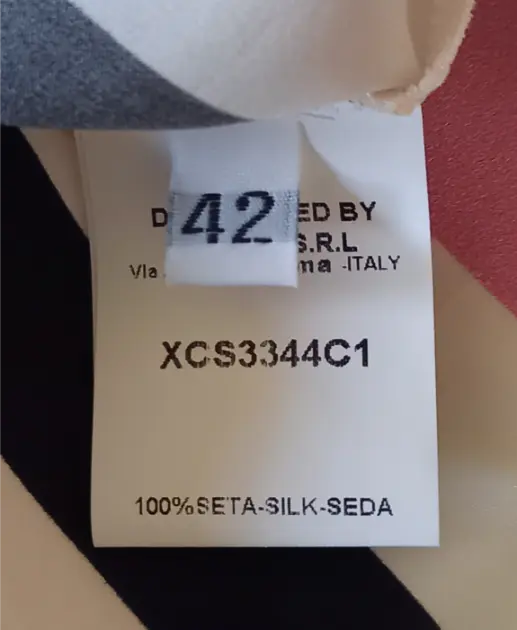 42
BY
S.R.L
Via -ITALY
XCS3344C1
100%SETA-SILK-SEDA